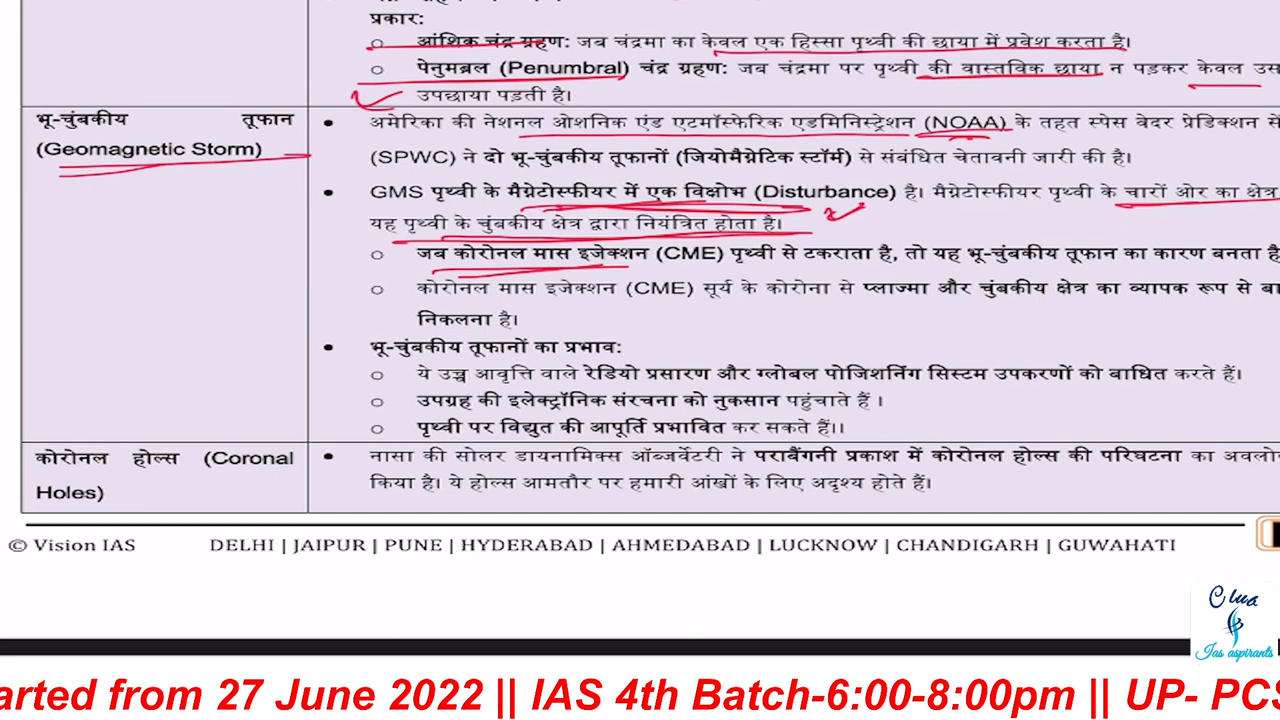 प्रकार:
आंशिक चंद्र ग्रहण: जब चंद्रमा का केवल एक हिस्सा पृथ्वी की छाया में प्रवेश करता है।
पेनुमब्रल (Penumbral) चंद्र ग्रहण: जब चंद्रमा पर पृथ्वी की वास्तविक छाया न पड़कर केवल उस
उपछाया पड़ती है।
भू-चुंबकीय तूफान
(Geomagnetic Storm)
• अमेरिका की नेशनल ओशनिक एंड एटमॉस्फेरिक एडमिनिस्ट्रेशन (NOAA) के तहत स्पेस वेदर प्रेडिक्शन से
(SPWC) ने दो भू-चुंबकीय तूफानों (जियोमैग्नेटिक स्टॉर्म) से संबंधित चेतावनी जारी की है।
• GMS पृथ्वी के मैग्नेटोस्फीयर में एक विक्षोभ (Disturbance) है। मैग्नेटोस्फीयर पृथ्वी के चारों ओर का क्षेत्र
यह पृथ्वी के चुंबकीय क्षेत्र द्वारा नियंत्रित होता है।
○ जब कोरोनल मास इजेक्शन (CME) पृथ्वी से टकराता है, तो यह भू-चुंबकीय तूफान का कारण बनता है
○ कोरोनल मास इजेक्शन (CME) सूर्य के कोरोना से प्लाज्मा और चुंबकीय क्षेत्र का व्यापक रूप से बा
निकलना है।
• भू-चुंबकीय तूफानों का प्रभाव:
○ ये उच्च आवृत्ति वाले रेडियो प्रसारण और ग्लोबल पोजिशनिंग सिस्टम उपकरणों को बाधित करते हैं।
○ उपग्रह की इलेक्ट्रॉनिक संरचना को नुकसान पहुंचाते हैं ।
○ पृथ्वी पर विद्युत की आपूर्ति प्रभावित कर सकते हैं।।
कोरोनल होल्स (Coronal
Holes)
• नासा की सोलर डायनामिक्स ऑब्जर्वेटरी ने पराबैंगनी प्रकाश में कोरोनल होल्स की परिघटना का अवलो
किया है। ये होल्स आमतौर पर हमारी आंखों के लिए अदृश्य होते हैं।
© Vision IAS
DELHI | JAIPUR | PUNE | HYDERABAD | AHMEDABAD | LUCKNOW | CHANDIGARH | GUWAHATI
Ias aspirants
arted from 27 June 2022 || IAS 4th Batch-6:00-8:00pm || UP- PCS